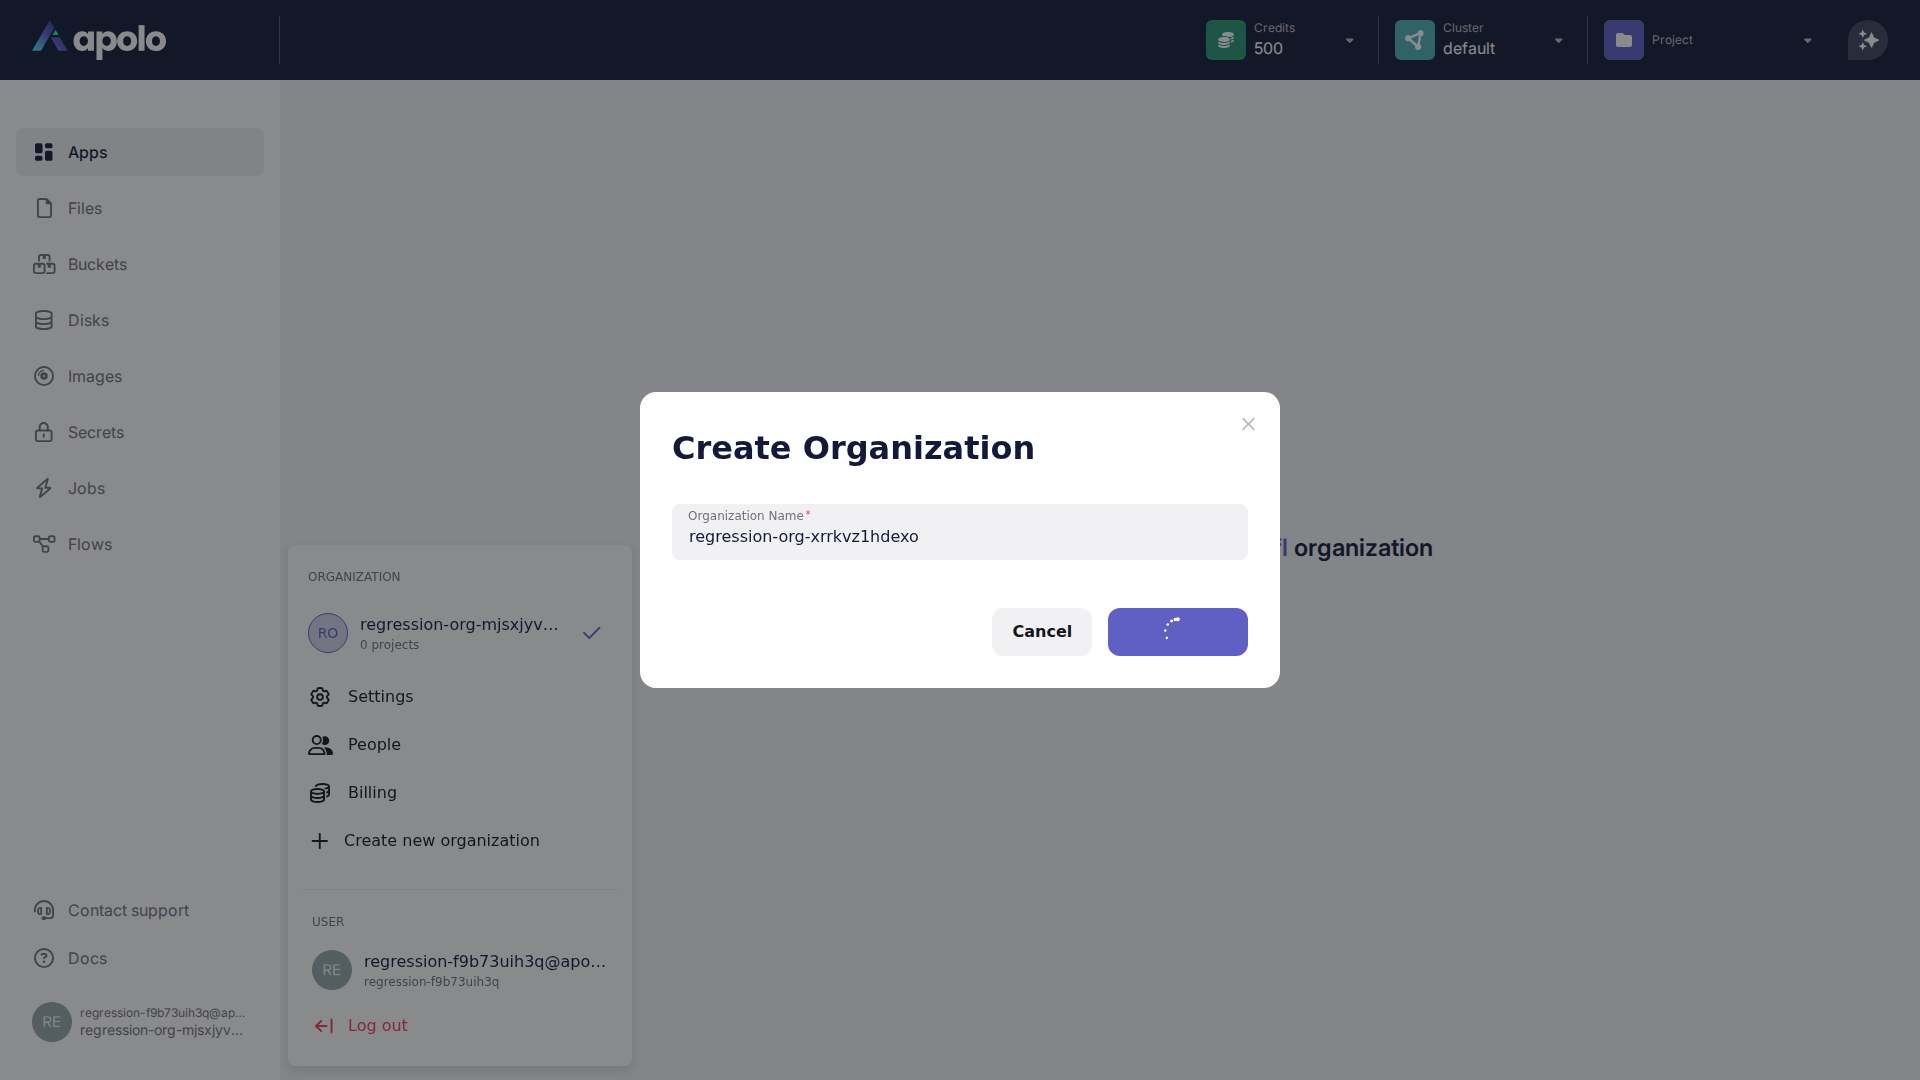 apolo
Credits
500
Cluster
default
Project
Apps
Files
Buckets
Disks
Images
Secrets
Jobs
Flows
Contact support
Docs
RE
regression-f9b73uih3q@ap...
regression-org-mjsxjyv...
ORGANIZATION
RO
regression-org-mjsxjyv...
0 projects
Settings
People
Billing
Create new organization
USER
RE
regression-f9b73uih3q@apo...
regression-f9b73uih3q
Log out
Create Organization
Organization Name*
regression-org-xrrkvz1hdexo
Cancel
organization